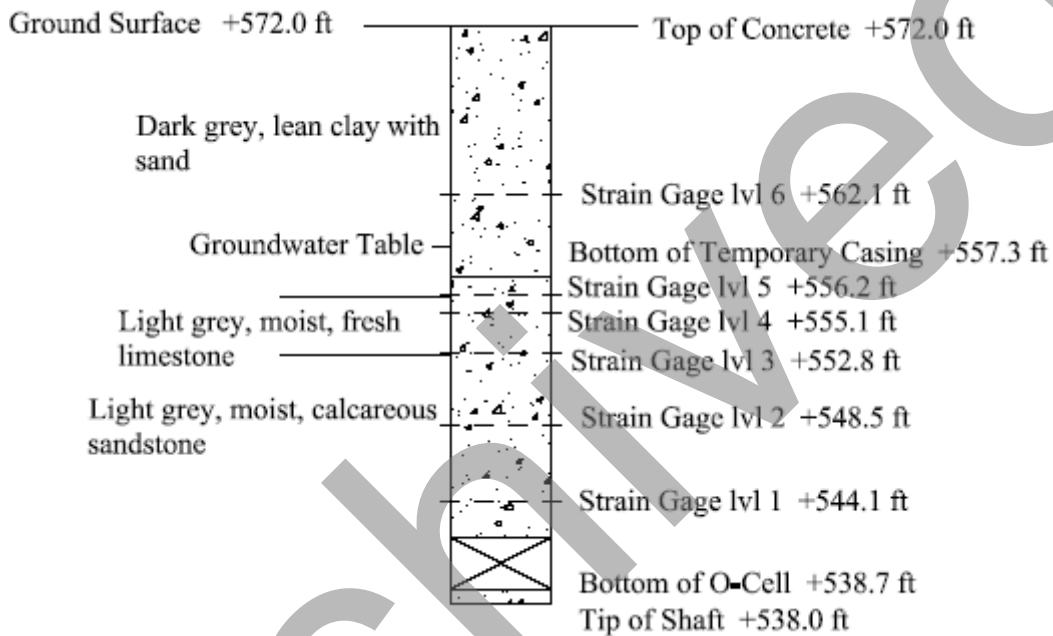 Ground Surface +572.0 ft
Top of Concrete +572.0 ft
Dark grey, lean clay with
sand
Strain Gage lvl 6 +562.1 ft
Groundwater Table
Bottom of Temporary Casing +557.3 ft
Strain Gage lvl 5 +556.2 ft
Light grey, moist, fresh
limestone
Strain Gage lvl 4 +555.1 ft
Strain Gage lvl 3 +552.8 ft
Light grey, moist, calcareous
sandstone
Strain Gage lvl 2 +548.5 ft
Strain Gage lvl 1 +544.1 ft
Bottom of O-Cell +538.7 ft
Tip of Shaft +538.0 ft